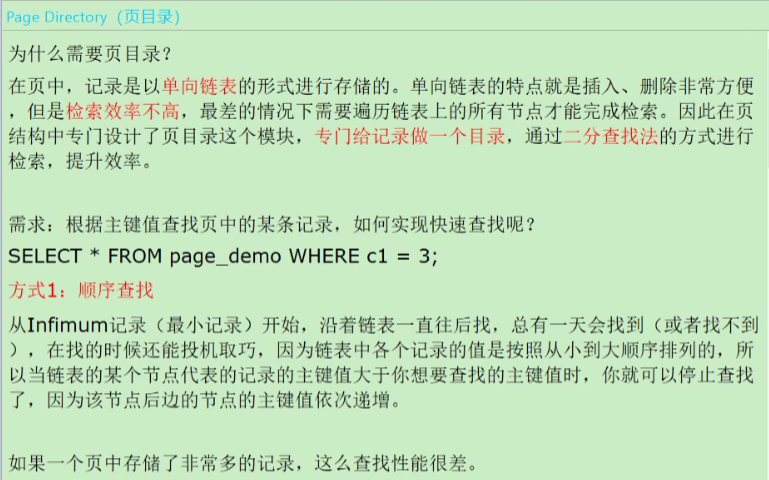 Page Directory（页目录）
为什么需要页目录？
在页中，记录是以单向链表的形式进行存储的。单向链表的特点就是插入、删除非常方便
，但是检索效率不高，最差的情况下需要遍历链表上的所有节点才能完成检索。因此在页
结构中专门设计了页目录这个模块，专门给记录做一个目录，通过二分查找法的方式进行
检索，提升效率。
需求：根据主键值查找页中的某条记录，如何实现快速查找呢？
SELECT * FROM page_demo WHERE c1 = 3;
方式1：顺序查找
从Infimum记录（最小记录）开始，沿着链表一直往后找，总有一天会找到（或者找不到
），在找的时候还能投机取巧，因为链表中各个记录的值是按照从小到大顺序排列的，所
以当链表的某个节点代表的记录的主键值大于你想要查找的主键值时，你就可以停止查找
了，因为该节点后边的节点的主键值依次递增。
如果一个页中存储了非常多的记录，这么查找性能很差。